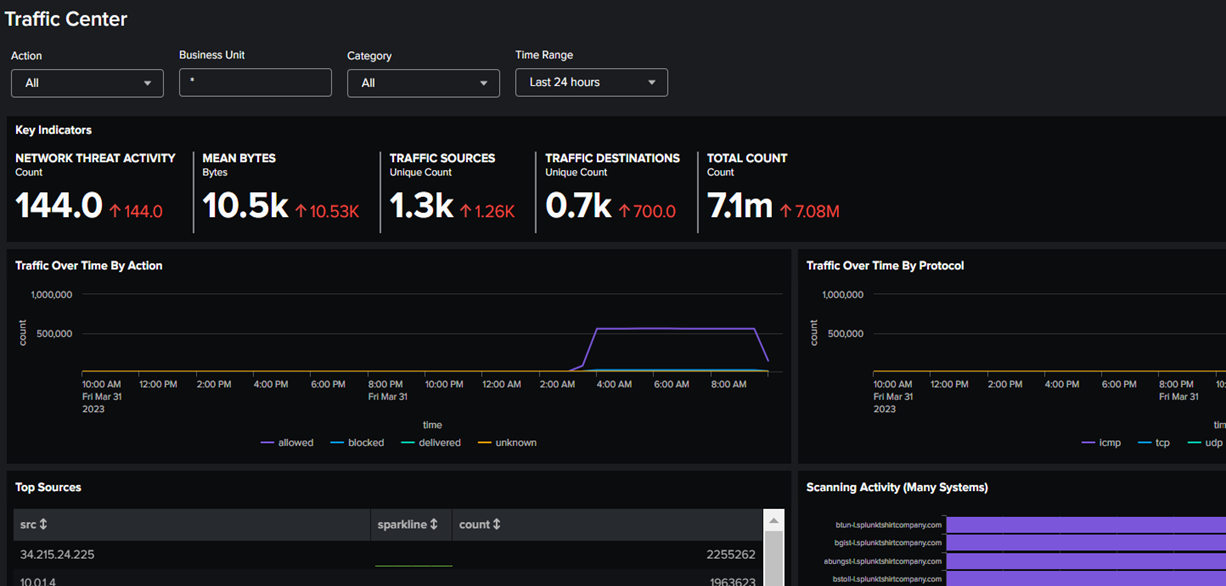 Traffic Center
Action Business Unit Category Time Range
All * All Last 24 hours
Key Indicators
NETWORK THREAT ACTIVITY MEAN BYTES TRAFFIC SOURCES TRAFFIC DESTINATIONS TOTAL COUNT
Count Bytes Unique Count Unique Count Count
144.0 144.0 10.5k 10.53K 1.3k 1.26K 0.7k 700.0 7.1m 7.08M
Traffic Over Time By Action
1,000,000
500,000
count
10:00 AM 12:00 PM 2:00 PM 4:00 PM 6:00 PM 8:00 PM 10:00 PM 12:00 AM 2:00 AM 4:00 AM 6:00 AM 8:00 AM
Fri Mar 31 Fri Mar 31
2023
time
allowed blocked delivered unknown
Traffic Over Time By Protocol
1,000,000
500,000
count
10:00 AM 12:00 PM 2:00 PM 4:00 PM 6:00 PM 8:00 PM 10:
Fri Mar 31 Fri Mar 31
2023
tim
icmp tcp udp
Top Sources
src sparkline count
34.215.24.225 2255262
10.0.1.4 1963623
Scanning Activity (Many Systems)
btun-l.splunktshirtcompany.com
bgist-l.splunktshirtcompany.com
abungst-l.splunktshirtcompany.com
bstoll-l.splunktshirtcompany.com